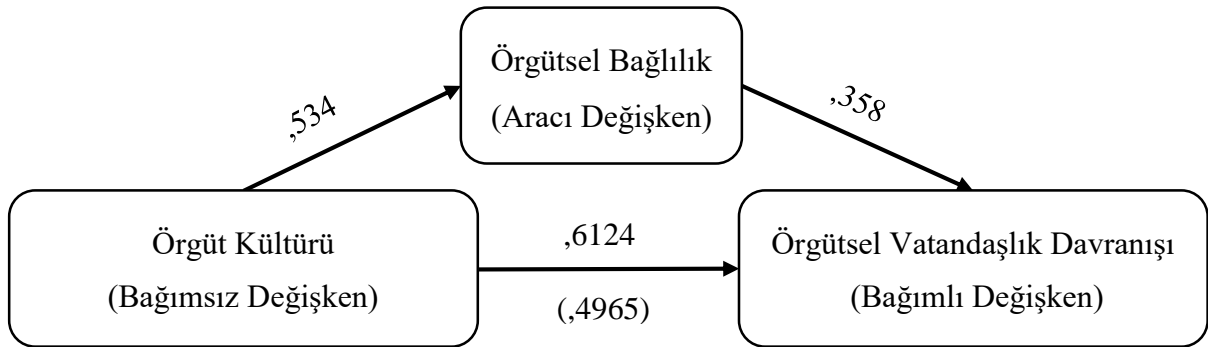 Örgütsel Bağlılık
(Aracı Değişken)
,534
,358
Örgüt Kültürü
(Bağımsız Değişken)
,6124
(,4965)
Örgütsel Vatandaşlık Davranışı
(Bağımlı Değişken)